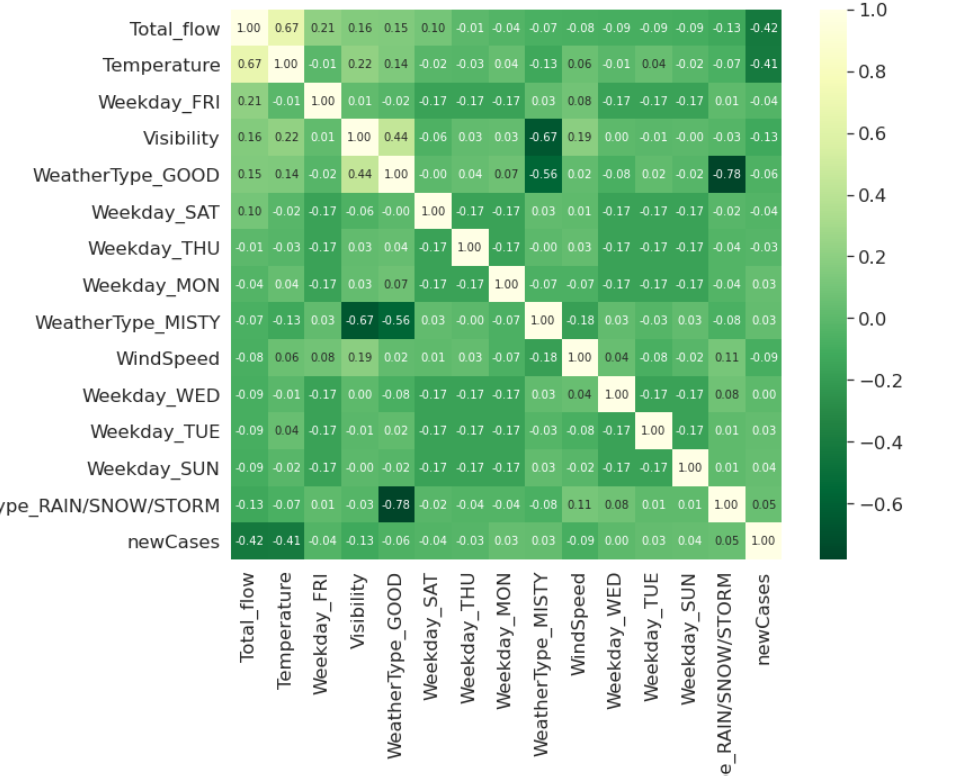 Total_flow 1.00 0.67 0.21 0.16 0.15 0.10 -0.01 -0.04 -0.07 -0.08 -0.09 -0.09 -0.09 -0.13 -0.42
Temperature 0.67 1.00 -0.01 0.22 0.14 -0.02 -0.03 0.04 -0.13 0.06 -0.01 0.04 -0.02 -0.07 -0.41
Weekday_FRI 0.21 -0.01 1.00 0.01 -0.02 -0.17 -0.17 -0.17 0.03 0.08 -0.17 -0.17 -0.17 0.01 -0.04
Visibility 0.16 0.22 0.01 1.00 0.44 -0.06 0.03 0.03 -0.67 0.19 0.00 -0.01 -0.00 -0.03 -0.13
WeatherType_GOOD 0.15 0.14 -0.02 0.44 1.00 -0.00 0.04 0.07 -0.56 0.02 -0.08 0.02 -0.02 -0.78 -0.06
Weekday_SAT 0.10 -0.02 -0.17 -0.06 -0.00 1.00 -0.17 -0.17 0.03 0.01 -0.17 -0.17 -0.17 -0.02 -0.04
Weekday_THU -0.01 -0.03 -0.17 0.03 0.04 -0.17 1.00 -0.17 -0.00 0.03 -0.17 -0.17 -0.17 -0.04 -0.03
Weekday_MON -0.04 0.04 -0.17 0.03 0.07 -0.17 -0.17 1.00 -0.07 -0.07 -0.17 -0.17 -0.17 -0.04 0.03
WeatherType_MISTY -0.07 -0.13 0.03 -0.67 -0.56 0.03 -0.00 -0.07 1.00 -0.18 0.03 -0.03 0.03 -0.08 0.03
WindSpeed -0.08 0.06 0.08 0.19 0.02 0.01 0.03 -0.07 -0.18 1.00 0.04 -0.08 -0.02 0.11 -0.09
Weekday_WED -0.09 -0.01 -0.17 0.00 -0.08 -0.17 -0.17 -0.17 0.03 0.04 1.00 -0.17 -0.17 0.08 0.00
Weekday_TUE -0.09 0.04 -0.17 -0.01 0.02 -0.17 -0.17 -0.17 -0.03 -0.08 -0.17 1.00 -0.17 0.01 0.03
Weekday_SUN -0.09 -0.02 -0.17 -0.00 -0.02 -0.17 -0.17 -0.17 0.03 -0.02 -0.17 -0.17 1.00 0.01 0.04
ype_RAIN/SNOW/STORM -0.13 -0.07 0.01 -0.03 -0.78 -0.02 -0.04 -0.04 -0.08 0.11 0.08 0.01 0.01 1.00 0.05
newCases -0.42 -0.41 -0.04 -0.13 -0.06 -0.04 -0.03 0.03 0.03 -0.09 0.00 0.03 0.04 0.05 1.00
Total_flow
Temperature
Weekday_FRI
Visibility
WeatherType_GOOD
Weekday_SAT
Weekday_THU
Weekday_MON
WeatherType_MISTY
WindSpeed
Weekday_WED
Weekday_TUE
Weekday_SUN
e_RAIN/SNOW/STORM
newCases
1.0
0.8
0.6
0.4
0.2
0.0
−0.2
−0.4
−0.6